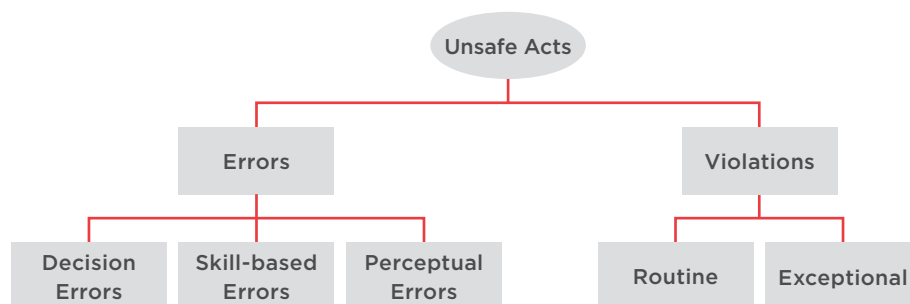 Unsafe Acts
Errors
Violations
Decision
Errors
Skill-based
Errors
Perceptual
Errors
Routine
Exceptional